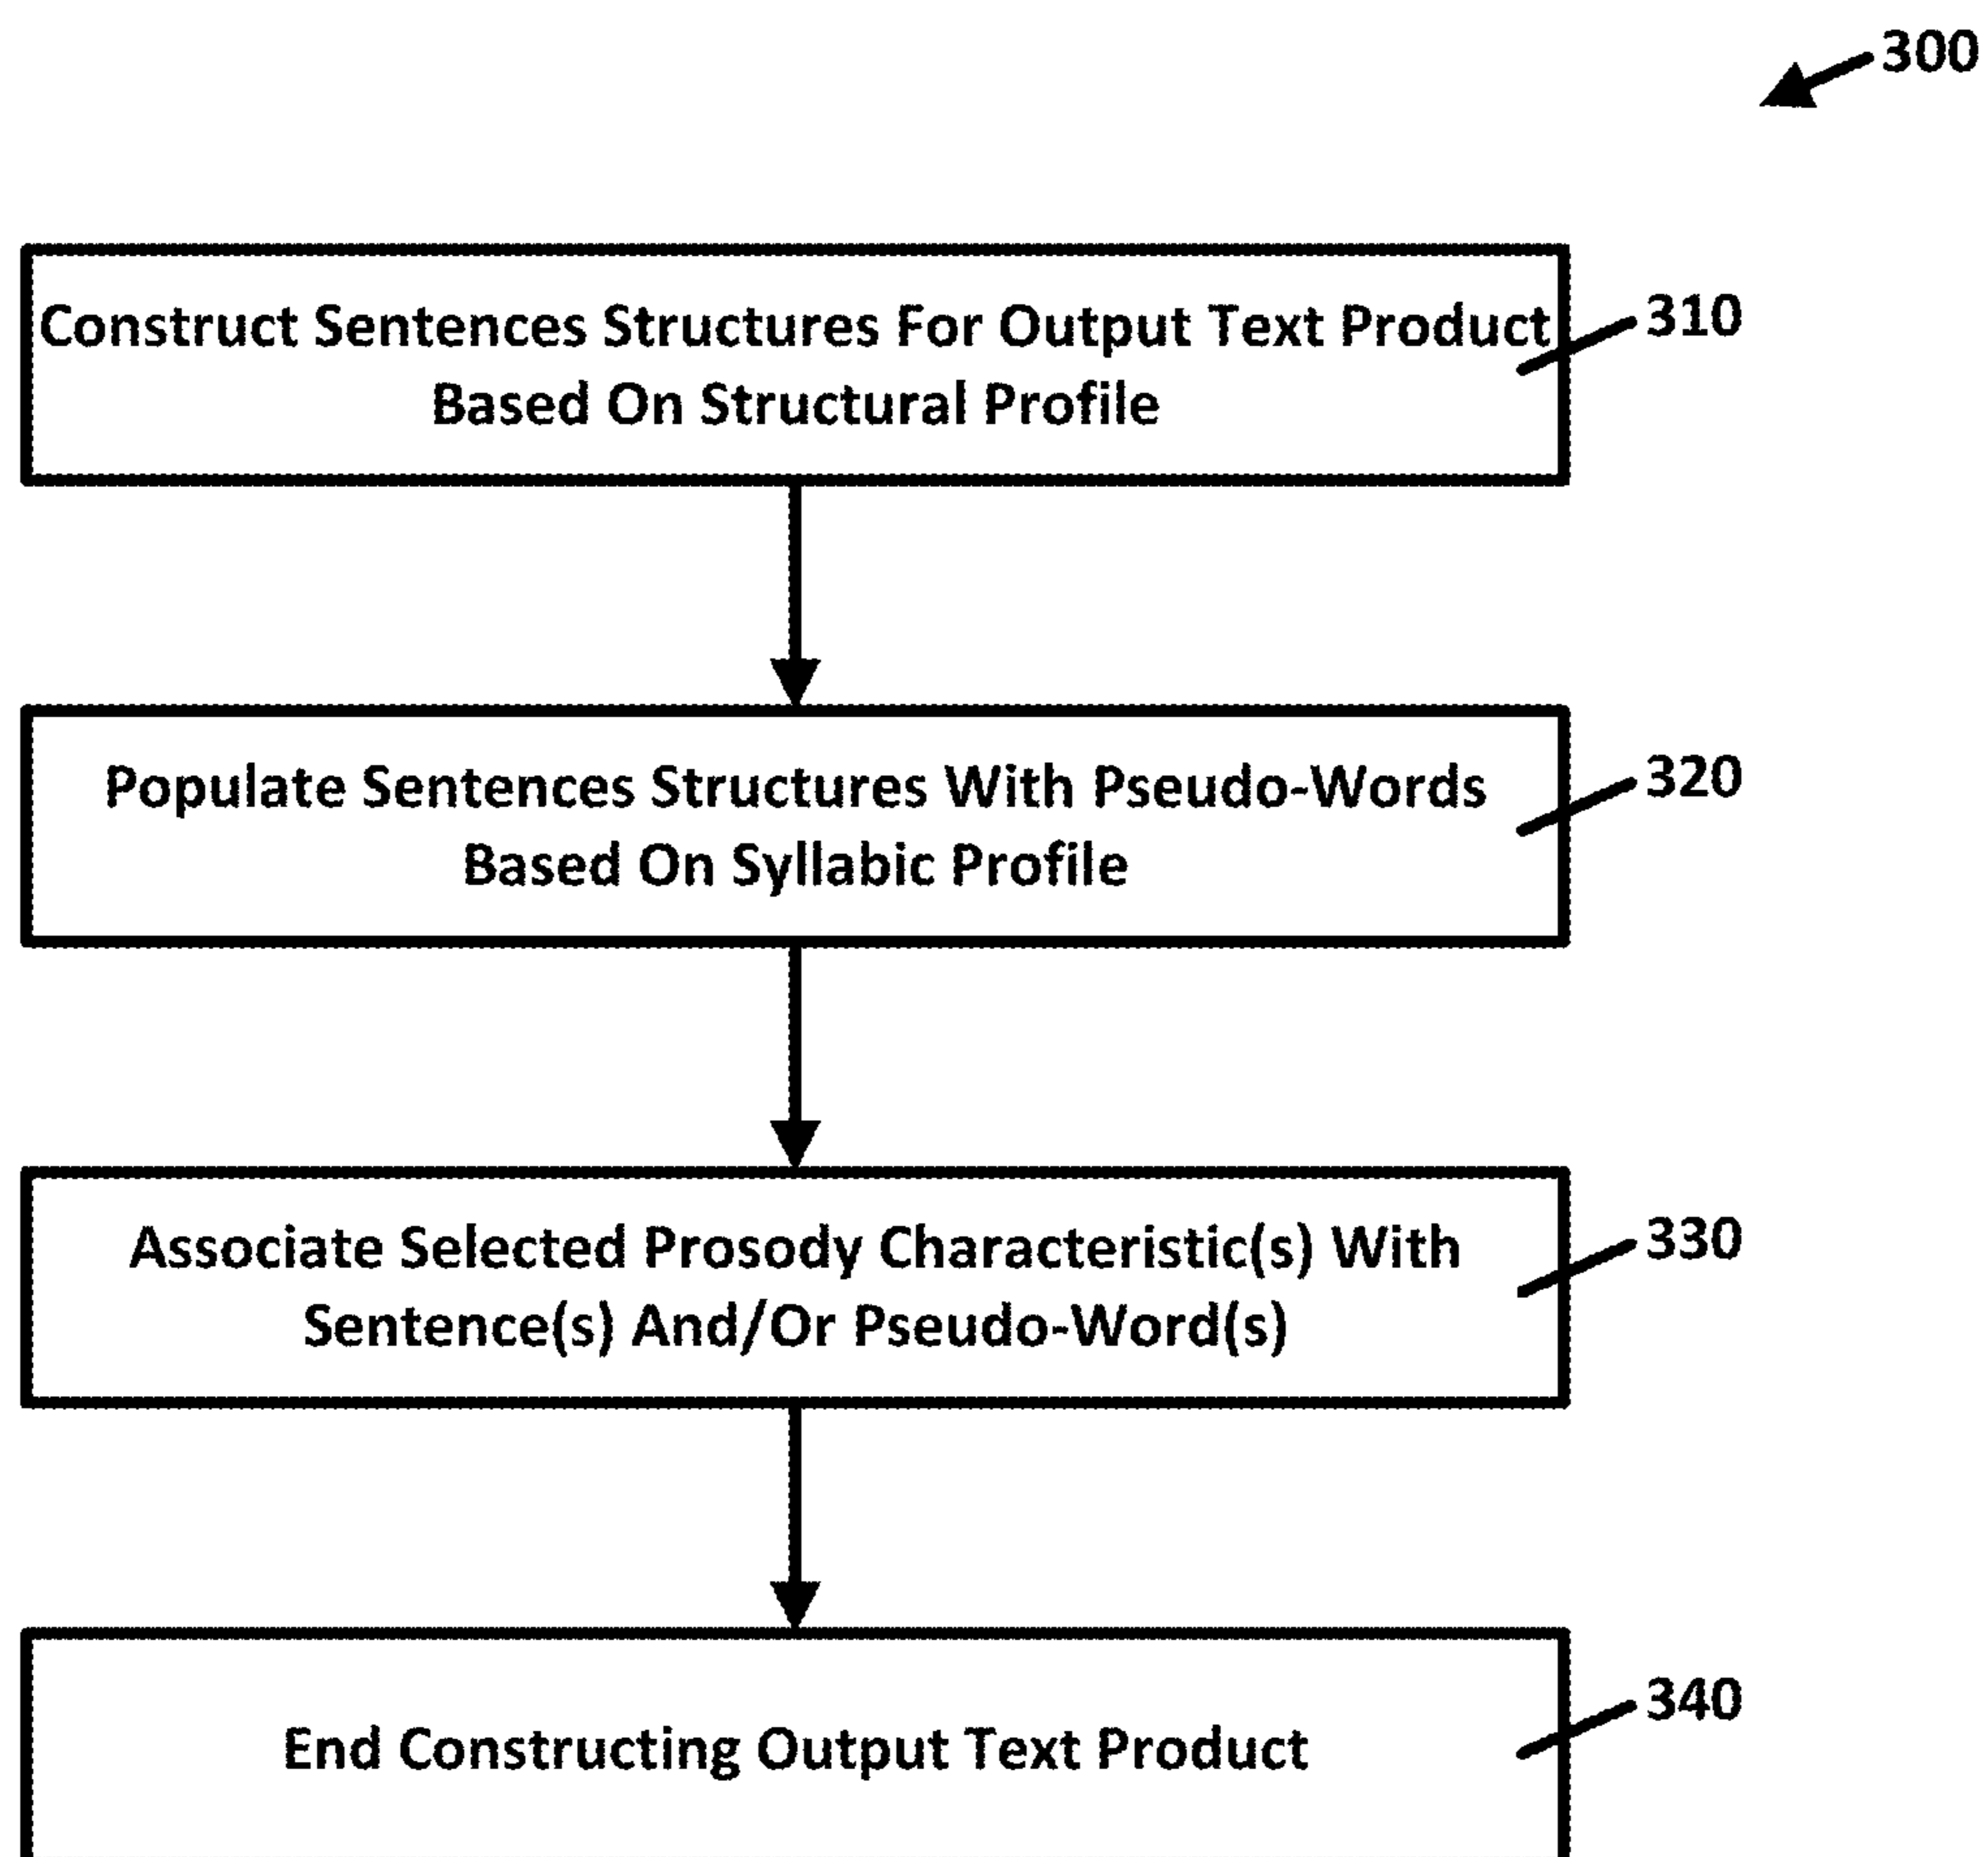 300
Construct Sentences Structures For Output Text Product
Based On Structural Profile
310
Populate Sentences Structures With Pseudo-Words
Based On Syllabic Profile
320
Associate Selected Prosody Characteristic(s) With
Sentence(s) And/Or Pseudo-Word(s)
330
End Constructing Output Text Product
340